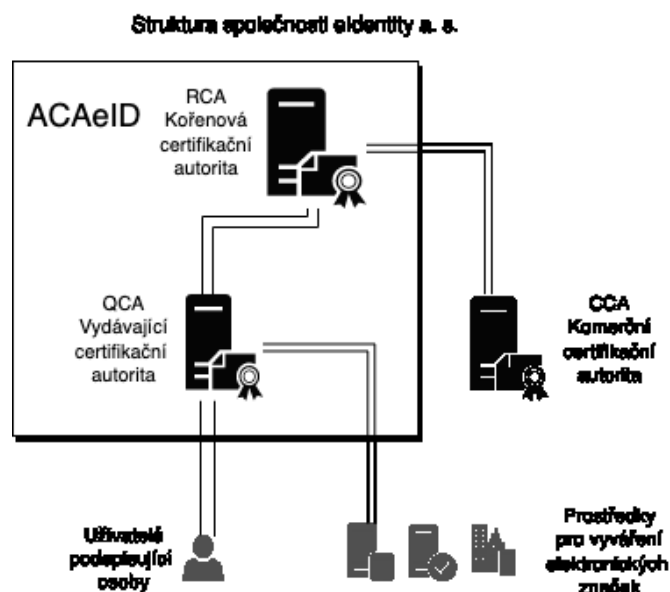 Struktura společnosti eIdentity a. s.
ACAeID
RCA
Kořenová
certifikační
autorita
QCA
Vydávající
certifikační
autorita
CCA
Komerční
certifikační
autorita
Uživatelé
podepisující
osoby
Prostředky
pro vyváření
elektronických
značek